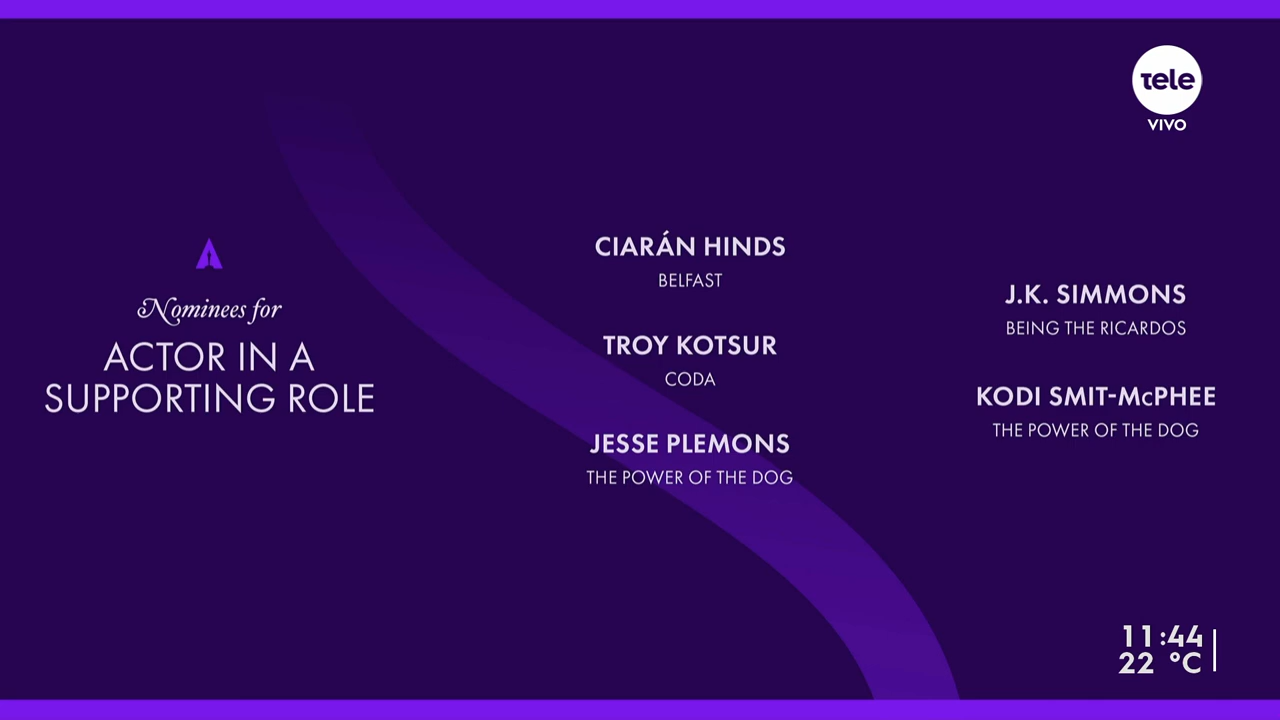 tele
VIVO
Nominees for
ACTOR IN A
SUPPORTING ROLE
CIARÁN HINDS
BELFAST
TROY KOTSUR
CODA
JESSE PLEMONS
THE POWER OF THE DOG
J.K. SIMMONS
BEING THE RICARDOS
KODI SMIT-McPHEE
THE POWER OF THE DOG
11:44
22 °C